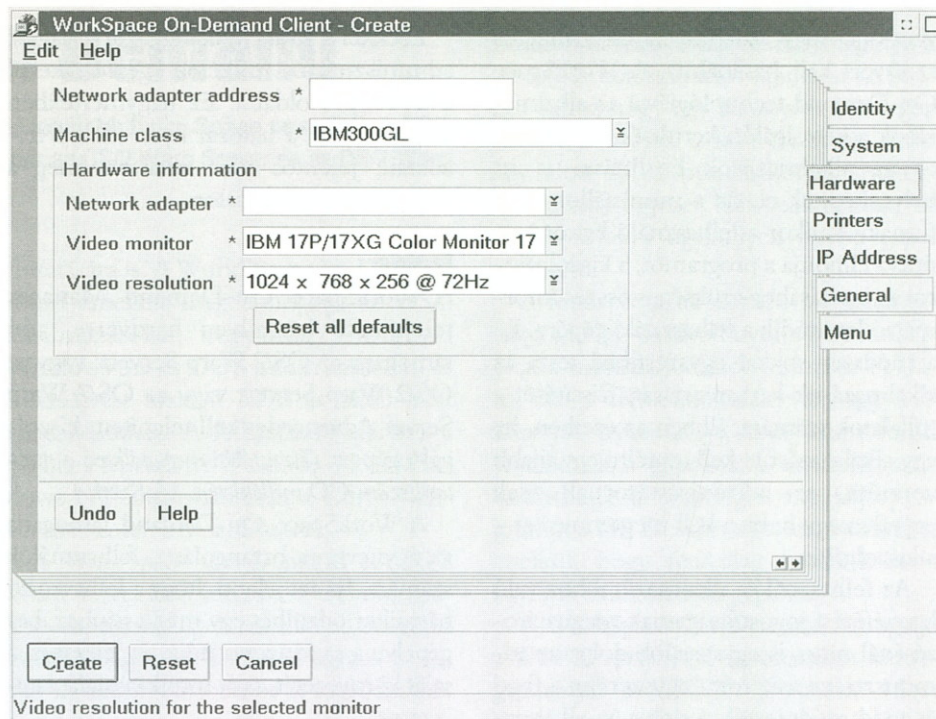 WorkSpace On-Demand Client - Create
Edit Help
Network adapter address *
Machine class * IBM300GL
Hardware information
Network adapter *
Video monitor * IBM 17P/17XG Color Monitor 17
Video resolution * 1024 x 768 x 256 @ 72Hz
Reset all defaults
Identity
System
Hardware
Printers
IP Address
General
Menu
Undo Help
Create Reset Cancel
Video resolution for the selected monitor